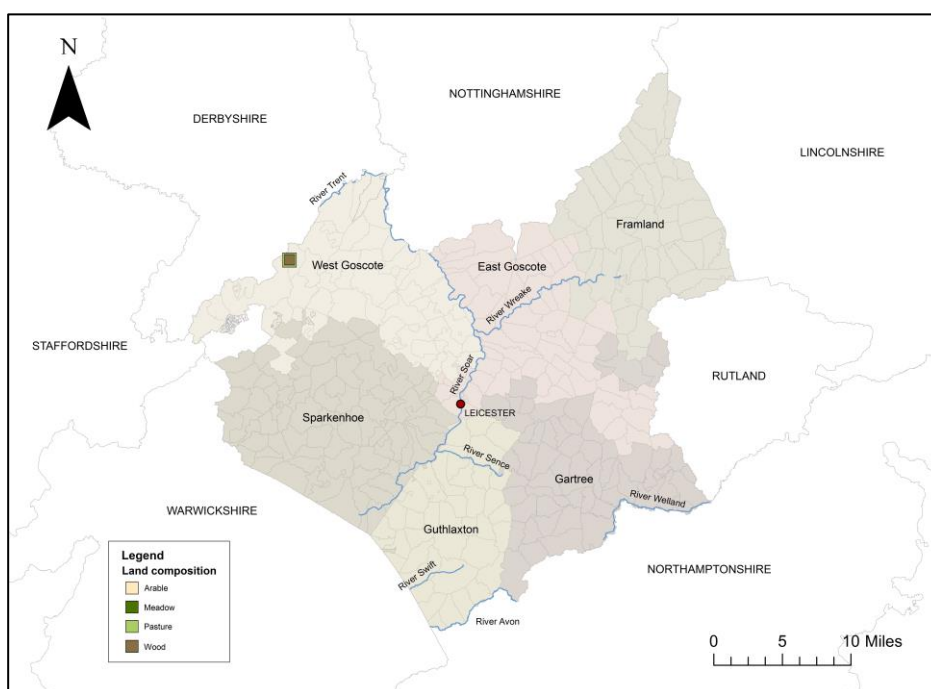 N
NOTTINGHAMSHIRE
DERBYSHIRE
LINCOLNSHIRE
River Trent
Framland
West Goscote
East Goscote
River Wreake
STAFFORDSHIRE
RUTLAND
River Soar
Sparkenhoe
LEICESTER
River Sence
Gartree
River Welland
WARWICKSHIRE
Guthlaxton
NORTHAMPTONSHIRE
River Swift
River Avon
Legend
Land composition
Arable
Meadow
Pasture
Wood
0 5 10 Miles